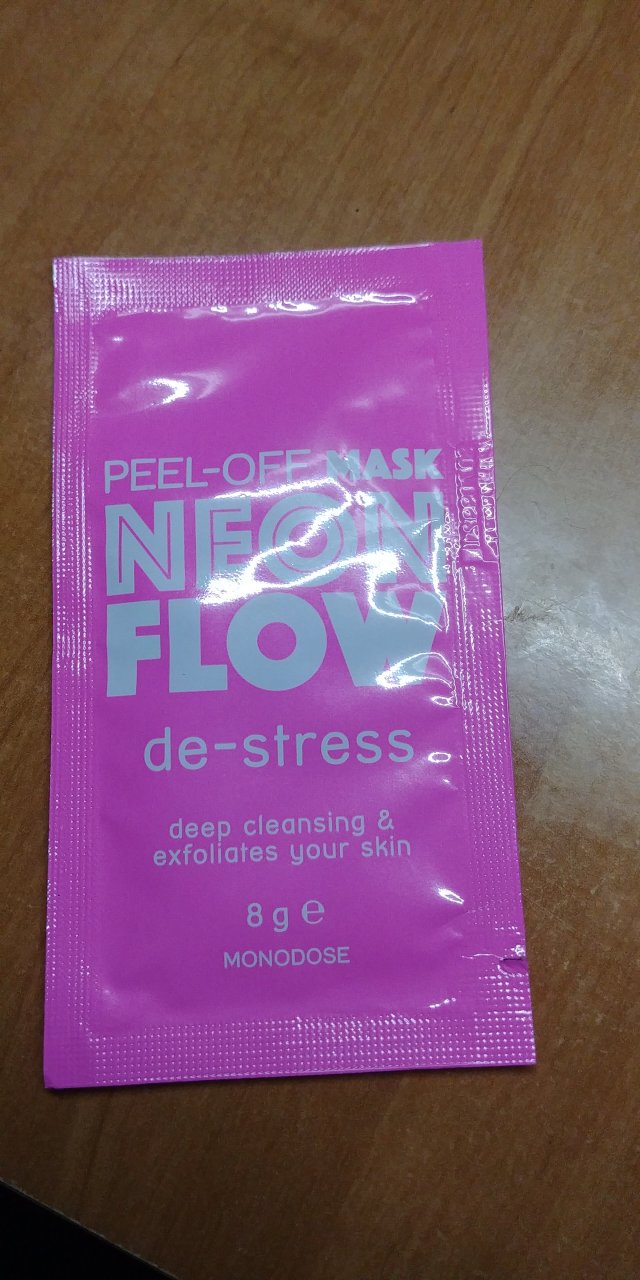 PEEL-OFF MASK
NEON
FLOW
de-stress
deep cleansing &
exfoliates your skin
8 g ℮
MONODOSE